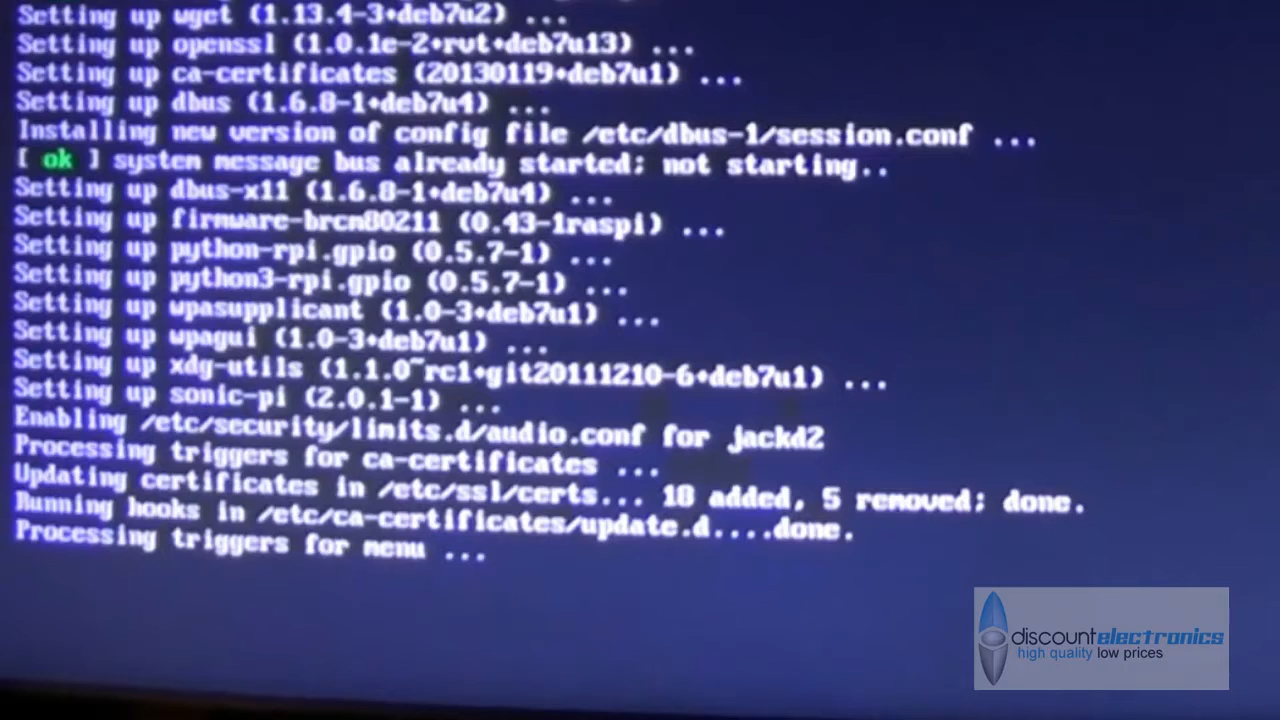 Setting up wget (1.13.4-3+deb7u2) ...
Setting up openssl (1.0.1e-2+rvt+deb7u13) ...
Setting up ca-certificates (20130119+deb7u1) ...
Setting up dbus (1.6.8-1+deb7u4) ...
Installing new version of config file /etc/dbus-1/session.conf ...
[ ok ] system message bus already started; not starting..
Setting up dbus-x11 (1.6.8-1+deb7u4) ...
Setting up firmware-brcm80211 (0.43-1raspi) ...
Setting up python-rpi.gpio (0.5.7-1) ...
Setting up python3-rpi.gpio (0.5.7-1) ...
Setting up wpasupplicant (1.0-3+deb7u1) ...
Setting up wpagui (1.0-3+deb7u1) ...
Setting up xdg-utils (1.1.0~rc1+git20111210-6+deb7u1) ...
Setting up sonic-pi (2.0.1-1) ...
Enabling /etc/security/limits.d/audio.conf for jackd2
Processing triggers for ca-certificates ...
Updating certificates in /etc/ssl/certs... 18 added, 5 removed; done.
Running hooks in /etc/ca-certificates/update.d....done.
Processing triggers for menu ...
discountelectronics
high quality low prices